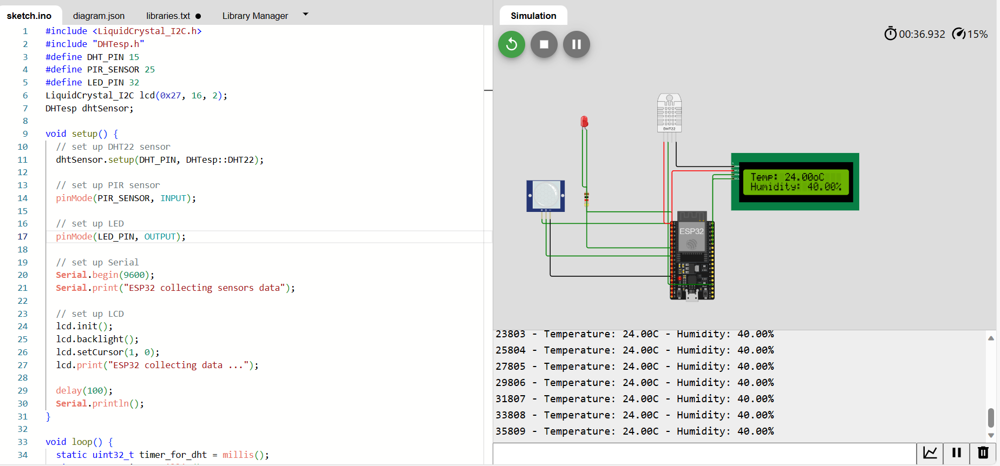 sketch.ino diagram.json libraries.txt ● Library Manager
1 #include <LiquidCrystal_I2C.h>
2 #include "DHTesp.h"
3 #define DHT_PIN 15
4 #define PIR_SENSOR 25
5 #define LED_PIN 32
6 LiquidCrystal_I2C lcd(0x27, 16, 2);
7 DHTesp dhtSensor;
8
9 void setup() {
10 // set up DHT22 sensor
11 dhtSensor.setup(DHT_PIN, DHTesp::DHT22);
12
13 // set up PIR sensor
14 pinMode(PIR_SENSOR, INPUT);
15
16 // set up LED
17 pinMode(LED_PIN, OUTPUT);
18
19 // set up Serial
20 Serial.begin(9600);
21 Serial.print("ESP32 collecting sensors data");
22
23 // set up LCD
24 lcd.init();
25 lcd.backlight();
26 lcd.setCursor(1, 0);
27 lcd.print("ESP32 collecting data ...");
28
29 delay(100);
30 Serial.println();
31 }
32
33 void loop() {
34 static uint32_t timer_for_dht = millis();
Simulation
00:36.932 15%
DHT22
Temp: 24.00oC
Humidity: 40.00%
ESP32
23803 - Temperature: 24.00C - Humidity: 40.00%
25804 - Temperature: 24.00C - Humidity: 40.00%
27805 - Temperature: 24.00C - Humidity: 40.00%
29806 - Temperature: 24.00C - Humidity: 40.00%
31807 - Temperature: 24.00C - Humidity: 40.00%
33808 - Temperature: 24.00C - Humidity: 40.00%
35809 - Temperature: 24.00C - Humidity: 40.00%